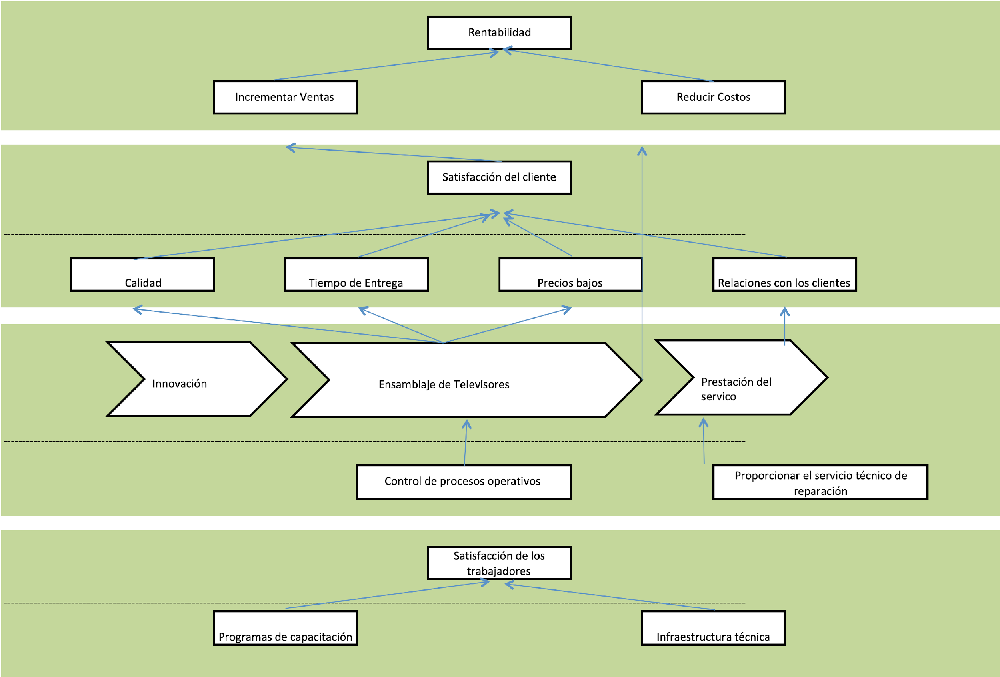 Rentabilidad
Incrementar Ventas
Reducir Costos
Satisfacción del cliente
Calidad
Tiempo de Entrega
Precios bajos
Relaciones con los clientes
Innovación
Ensamblaje de Televisores
Prestación del
servico
Control de procesos operativos
Proporcionar el servicio técnico de
reparación
Satisfacción de los
trabajadores
Programas de capacitación
Infraestructura técnica